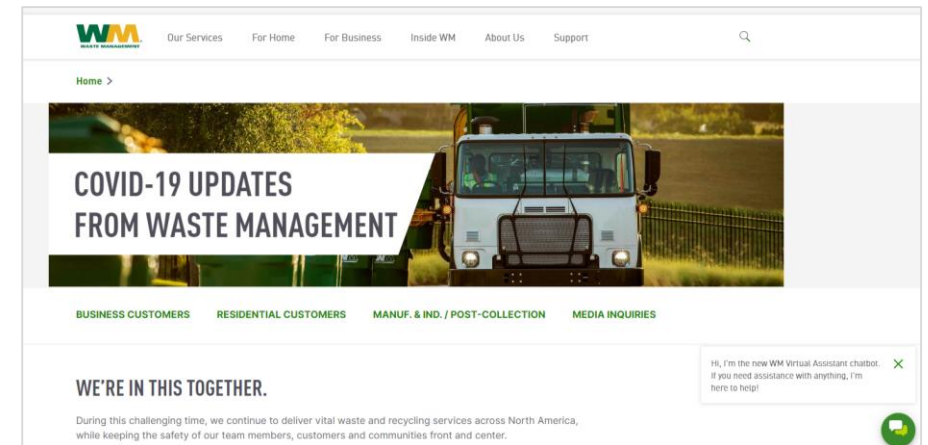 WM
WASTE MANAGEMENT
Our Services For Home For Business Inside WM About Us Support
Home >
COVID-19 UPDATES
FROM WASTE MANAGEMENT
BUSINESS CUSTOMERS RESIDENTIAL CUSTOMERS MANUF. & IND. / POST-COLLECTION MEDIA INQUIRIES
Hi, I'm the new WM Virtual Assistant chatbot.
If you need assistance with anything, I'm
here to help!
WE'RE IN THIS TOGETHER.
During this challenging time, we continue to deliver vital waste and recycling services across North America,
while keeping the safety of our team members, customers and communities front and center.